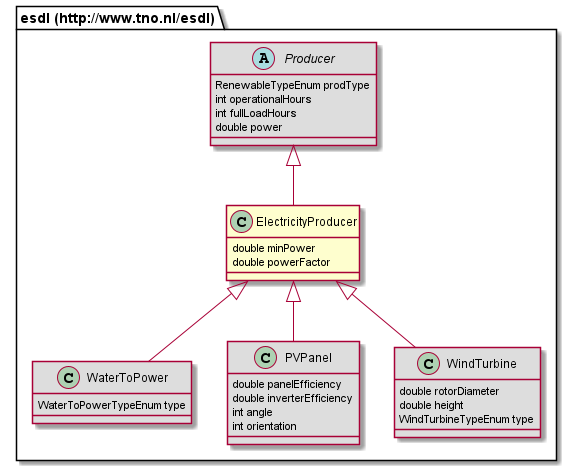 esdl (http://www.tno.nl/esdl)
A Producer
RenewableTypeEnum prodType
int operationalHours
int fullLoadHours
double power
C ElectricityProducer
double minPower
double powerFactor
C WaterToPower
WaterToPowerTypeEnum type
C PVPanel
double panelEfficiency
double inverterEfficiency
int angle
int orientation
C WindTurbine
double rotorDiameter
double height
WindTurbineTypeEnum type